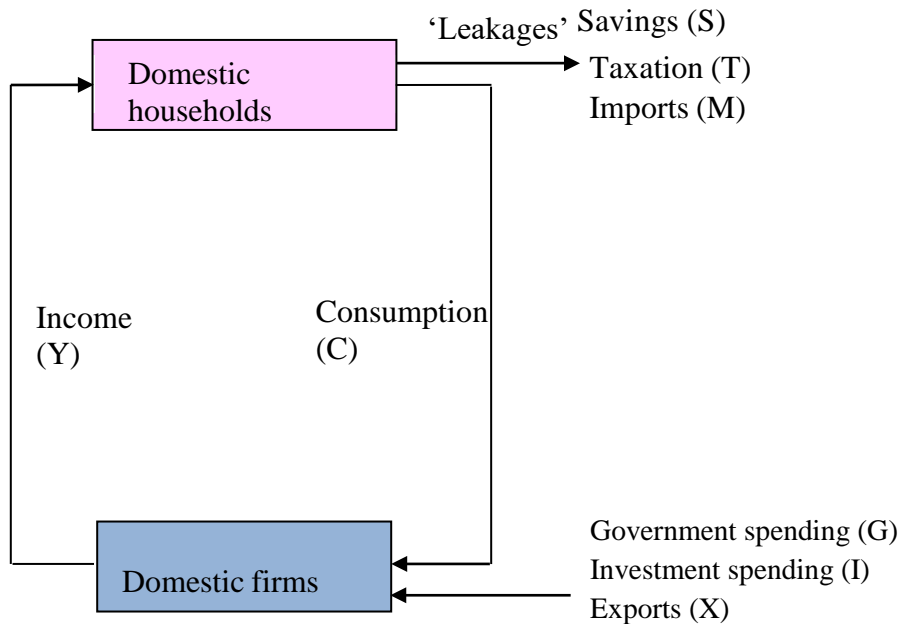 ‘Leakages’ Savings (S)
Domestic
households
Taxation (T)
Imports (M)
Income
(Y)
Consumption
(C)
Domestic firms
Government spending (G)
Investment spending (I)
Exports (X)